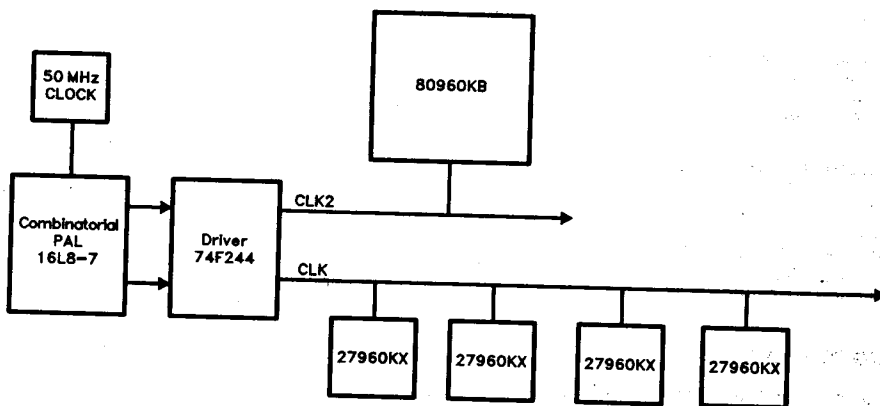 50 MHz
CLOCK
80960KB
Combinatorial
PAL
16L8-7
Driver
74F244
CLK2
CLK
27960KX
27960KX
27960KX
27960KX